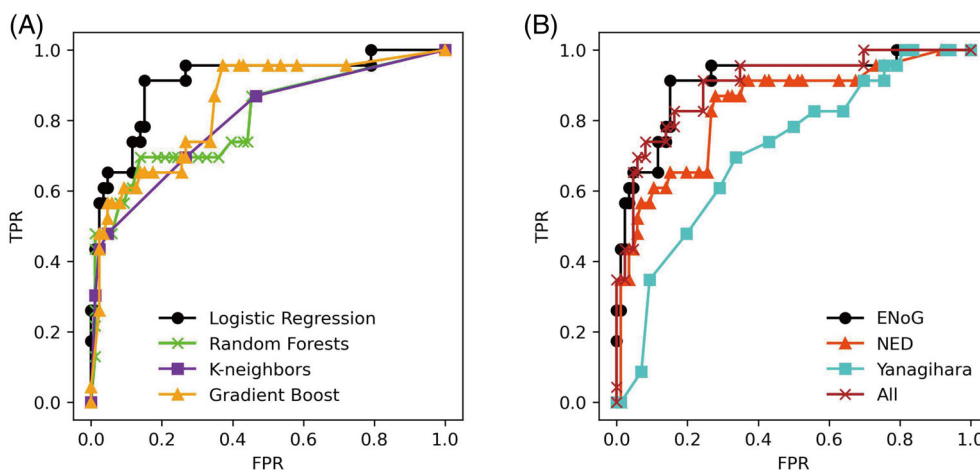 (A)
1.0
0.8
0.6
0.4
0.2
0.0
TPR
Logistic Regression
Random Forests
K-neighbors
Gradient Boost
0.0 0.2 0.4 0.6 0.8 1.0
FPR
(B)
1.0
0.8
0.6
0.4
0.2
0.0
TPR
ENoG
NED
Yanagihara
All
0.0 0.2 0.4 0.6 0.8 1.0
FPR